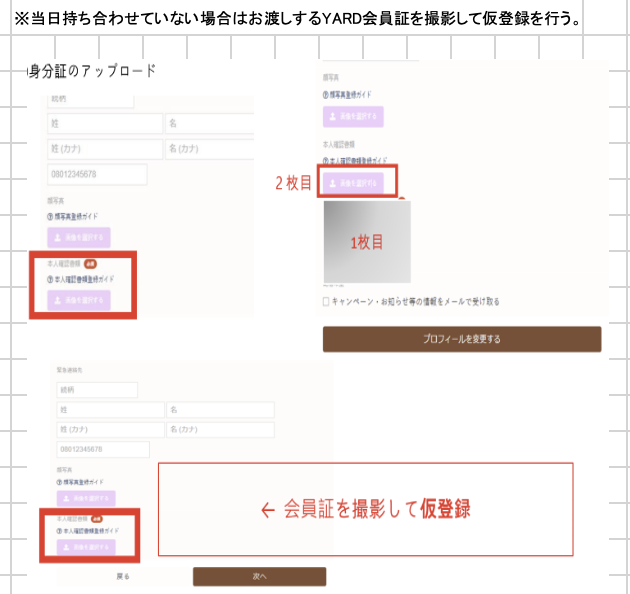 ※当日持ち合わせていない場合はお渡しするYARD会員証を撮影して仮登録を行う。
身分証のアップロード
続柄
姓
名
姓(カナ)
名(カナ)
08012345678
顔写真
顔写真登録ガイド
画像を選択する
本人確認書類 必須
本人確認書類登録ガイド
画像を選択する
顔写真
顔写真登録ガイド
画像を選択する
本人確認書類
本人確認書類登録ガイド
2枚目
画像を選択する
1枚目
キャンペーン・お知らせ等の情報をメールで受け取る
プロフィールを変更する
緊急連絡先
続柄
姓
名
姓(カナ)
名(カナ)
08012345678
顔写真
顔写真登録ガイド
画像を選択する
本人確認書類 必須
本人確認書類登録ガイド
画像を選択する
← 会員証を撮影して仮登録
戻る
次へ